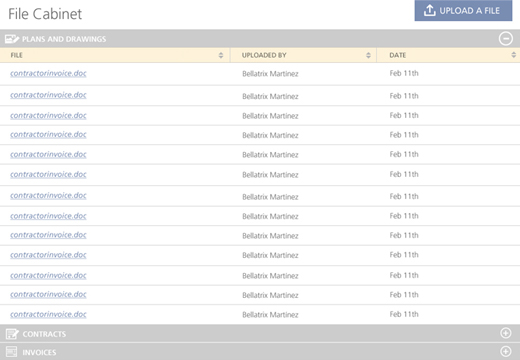 File Cabinet
UPLOAD A FILE
PLANS AND DRAWINGS
FILE UPLOADED BY DATE
contractorinvoice.doc Bellatrix Martinez Feb 11th
contractorinvoice.doc Bellatrix Martinez Feb 11th
contractorinvoice.doc Bellatrix Martinez Feb 11th
contractorinvoice.doc Bellatrix Martinez Feb 11th
contractorinvoice.doc Bellatrix Martinez Feb 11th
contractorinvoice.doc Bellatrix Martinez Feb 11th
contractorinvoice.doc Bellatrix Martinez Feb 11th
contractorinvoice.doc Bellatrix Martinez Feb 11th
contractorinvoice.doc Bellatrix Martinez Feb 11th
contractorinvoice.doc Bellatrix Martinez Feb 11th
contractorinvoice.doc Bellatrix Martinez Feb 11th
contractorinvoice.doc Bellatrix Martinez Feb 11th
contractorinvoice.doc Bellatrix Martinez Feb 11th
CONTRACTS
INVOICES